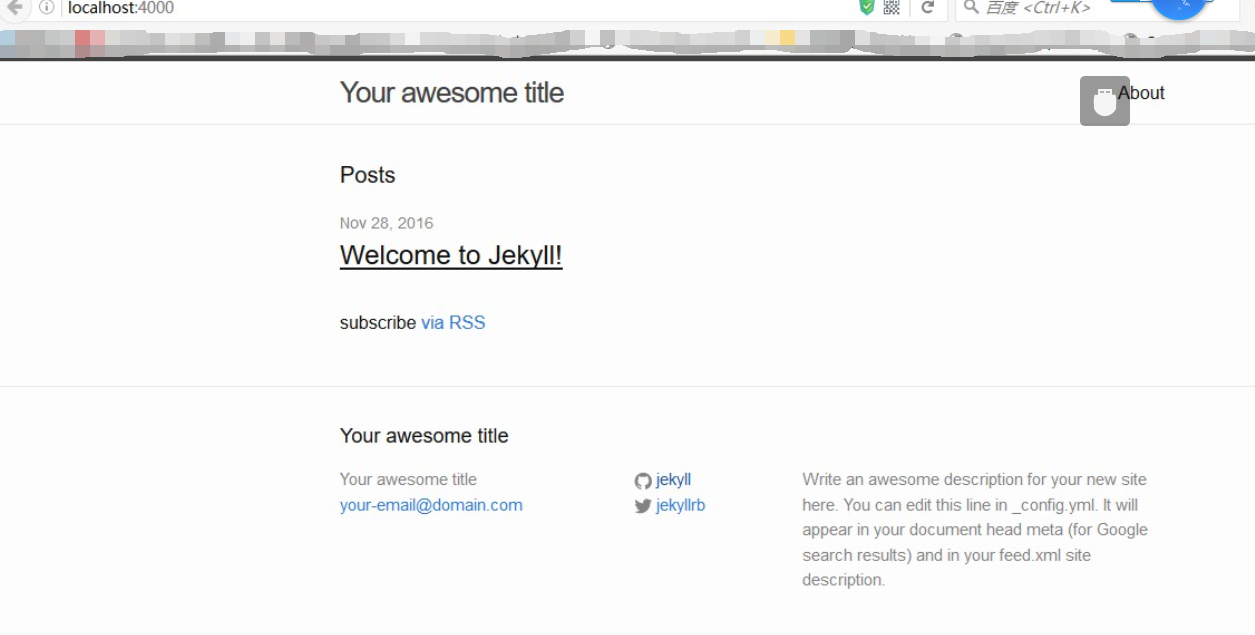 localhost:4000
百度 <Ctrl+K>
Your awesome title
About
Posts
Nov 28, 2016
Welcome to Jekyll!
subscribe via RSS
Your awesome title
Your awesome title
your-email@domain.com
jekyll
jekyllrb
Write an awesome description for your new site
here. You can edit this line in _config.yml. It will
appear in your document head meta (for Google
search results) and in your feed.xml site
description.